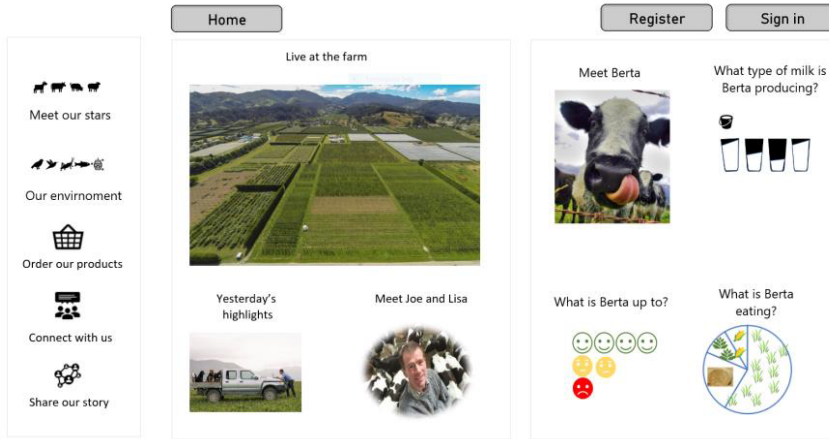 Home
Register
Sign in
Meet our stars
Our envirnoment
Order our products
Connect with us
Share our story
Live at the farm
Yesterday's
highlights
Meet Joe and Lisa
Meet Berta
What type of milk is
Berta producing?
What is Berta up to?
What is Berta
eating?